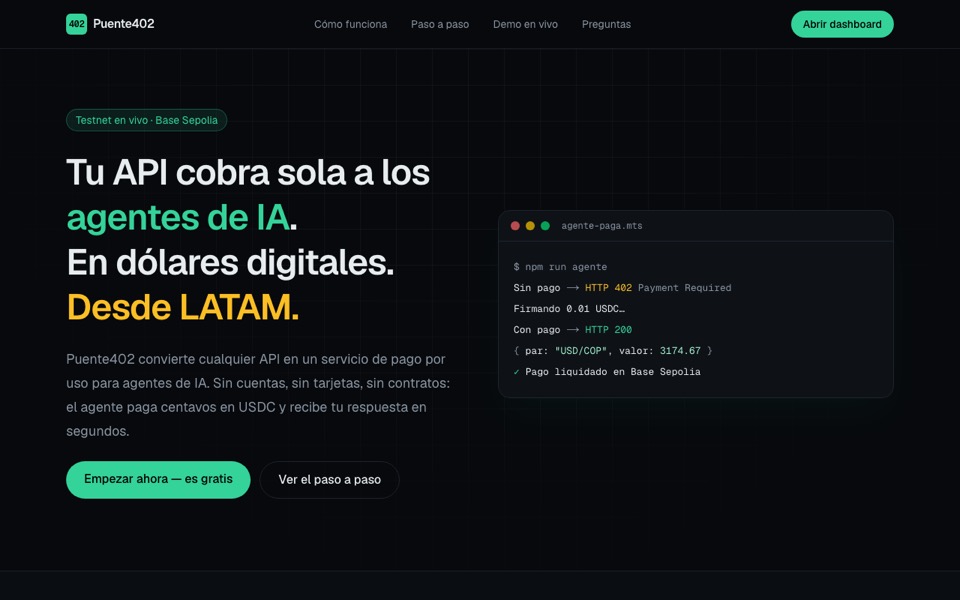 402 Puente402
Cómo funciona Paso a paso Demo en vivo Preguntas
Abrir dashboard
Testnet en vivo · Base Sepolia
Tu API cobra sola a los
agentes de IA.
En dólares digitales.
Desde LATAM.
Puente402 convierte cualquier API en un servicio de pago por
uso para agentes de IA. Sin cuentas, sin tarjetas, sin contratos:
el agente paga centavos en USDC y recibe tu respuesta en
segundos.
Empezar ahora — es gratis
Ver el paso a paso
agente-paga.mts
$ npm run agente
Sin pago ⟶ HTTP 402 Payment Required
Firmando 0.01 USDC…
Con pago ⟶ HTTP 200
{ par: "USD/COP", valor: 3174.67 }
✓ Pago liquidado en Base Sepolia